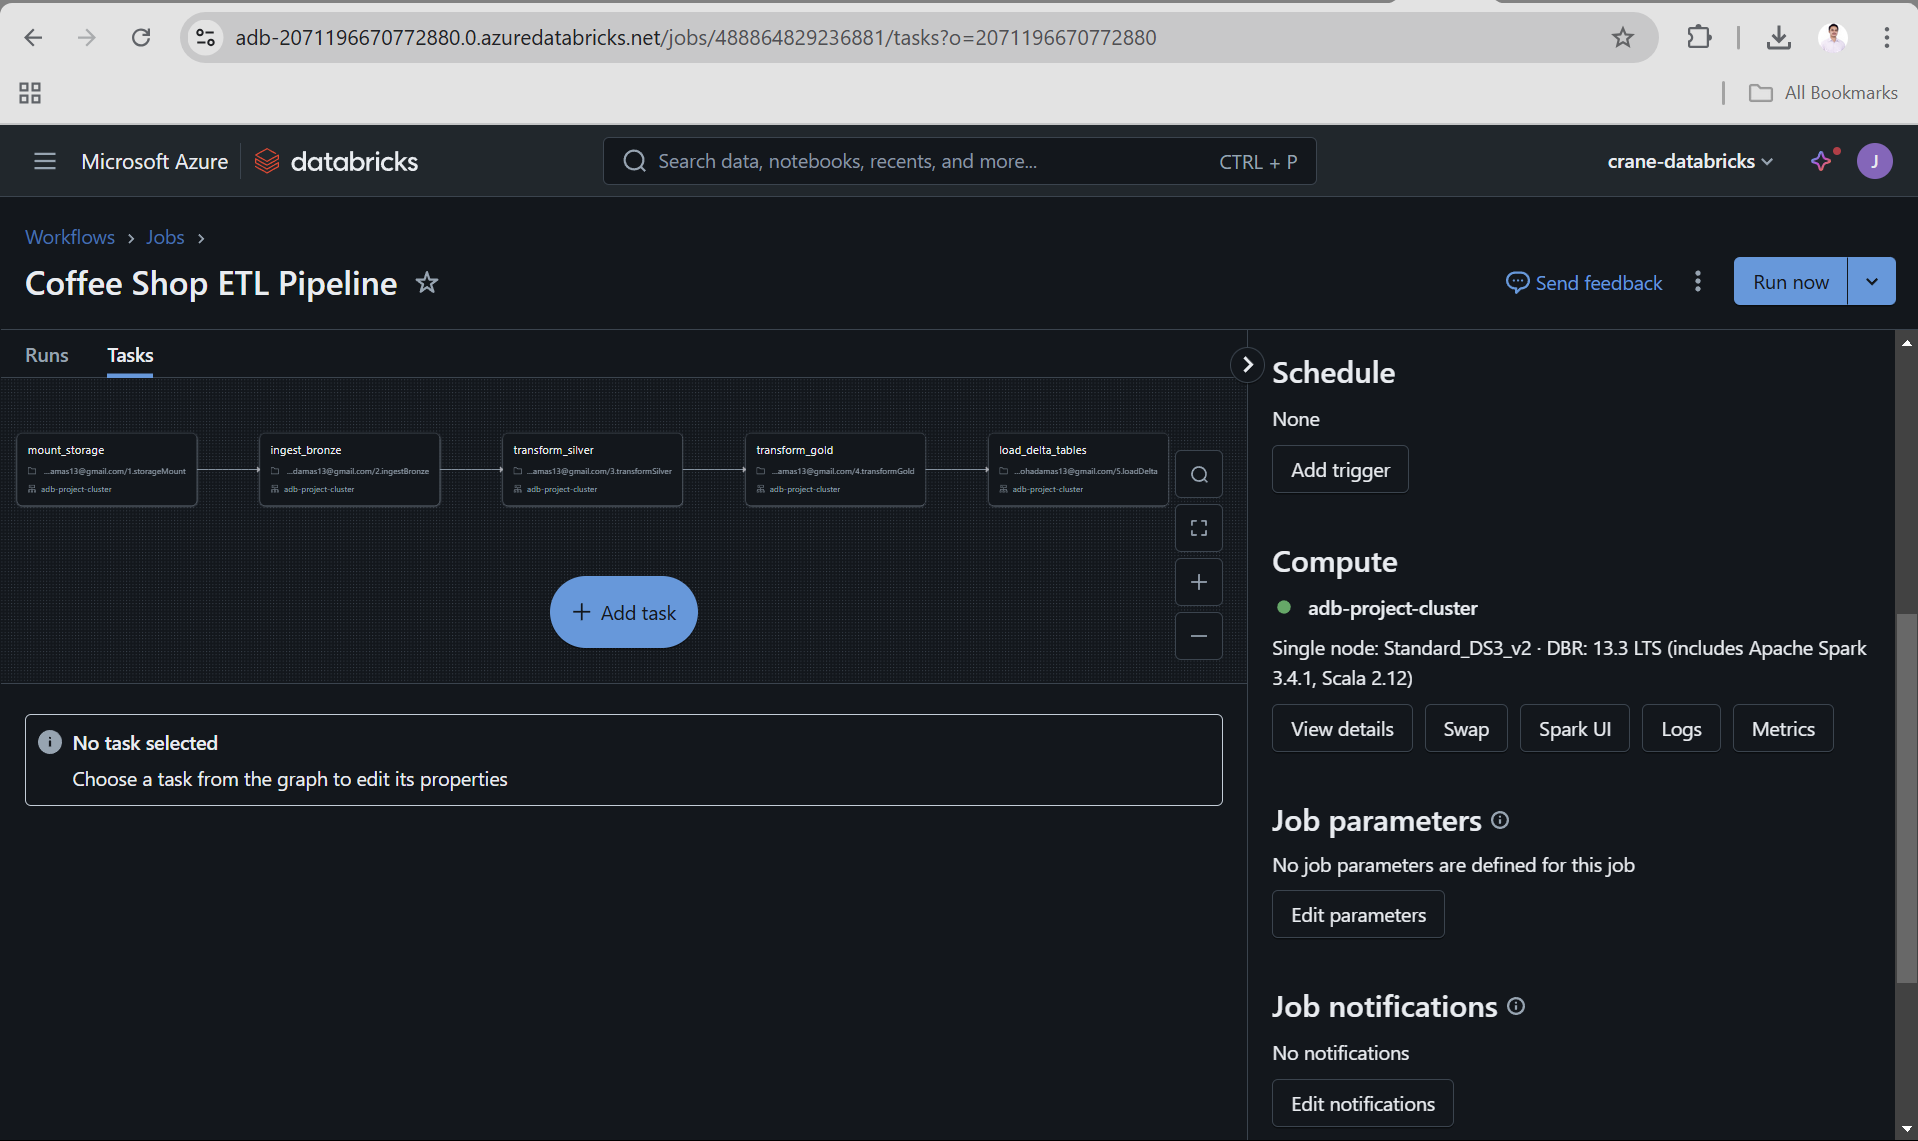 adb-2071196670772880.0.azuredatabricks.net/jobs/488864829236881/tasks?o=2071196670772880
All Bookmarks
Microsoft Azure
databricks
Search data, notebooks, recents, and more...
CTRL + P
crane-databricks
J
Workflows
Jobs
Coffee Shop ETL Pipeline
Send feedback
Run now
Runs
Tasks
mount_storage
...amas13@gmail.com/1.storageMount
adb-project-cluster
ingest_bronze
...damas13@gmail.com/2.ingestBronze
adb-project-cluster
transform_silver
...amas13@gmail.com/3.transformSilver
adb-project-cluster
transform_gold
...amas13@gmail.com/4.transformGold
adb-project-cluster
load_delta_tables
...ohadamas13@gmail.com/5.loadDelta
adb-project-cluster
Add task
No task selected
Choose a task from the graph to edit its properties
Schedule
None
Add trigger
Compute
adb-project-cluster
Single node: Standard_DS3_v2 · DBR: 13.3 LTS (includes Apache Spark
3.4.1, Scala 2.12)
View details
Swap
Spark UI
Logs
Metrics
Job parameters
No job parameters are defined for this job
Edit parameters
Job notifications
No notifications
Edit notifications